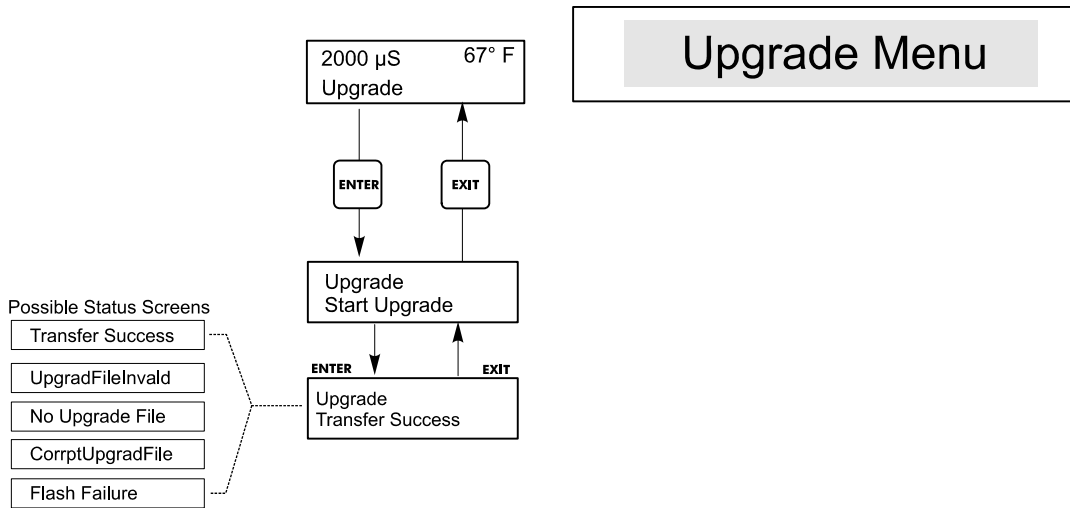 Upgrade Menu
2000 µS 67° F
Upgrade
ENTER
EXIT
Upgrade
Start Upgrade
ENTER
EXIT
Upgrade
Transfer Success
Possible Status Screens
Transfer Success
UpgradFileInvald
No Upgrade File
CorrptUpgradFile
Flash Failure